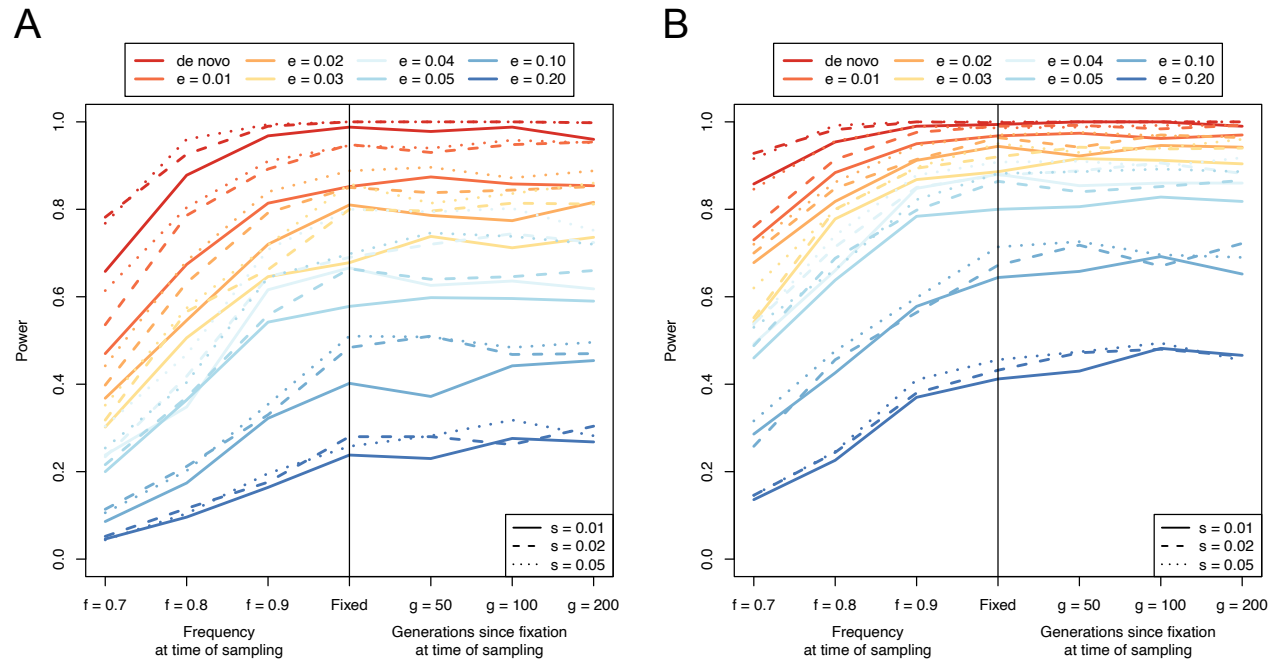 A
de novo e = 0.02 e = 0.04 e = 0.10
e = 0.01 e = 0.03 e = 0.05 e = 0.20
Power
1.0
0.8
0.6
0.4
0.2
0.0
s = 0.01
s = 0.02
s = 0.05
f = 0.7 f = 0.8 f = 0.9 Fixed g = 50 g = 100 g = 200
Frequency
at time of sampling
Generations since fixation
at time of sampling
B
de novo e = 0.02 e = 0.04 e = 0.10
e = 0.01 e = 0.03 e = 0.05 e = 0.20
Power
1.0
0.8
0.6
0.4
0.2
0.0
s = 0.01
s = 0.02
s = 0.05
f = 0.7 f = 0.8 f = 0.9 Fixed g = 50 g = 100 g = 200
Frequency
at time of sampling
Generations since fixation
at time of sampling